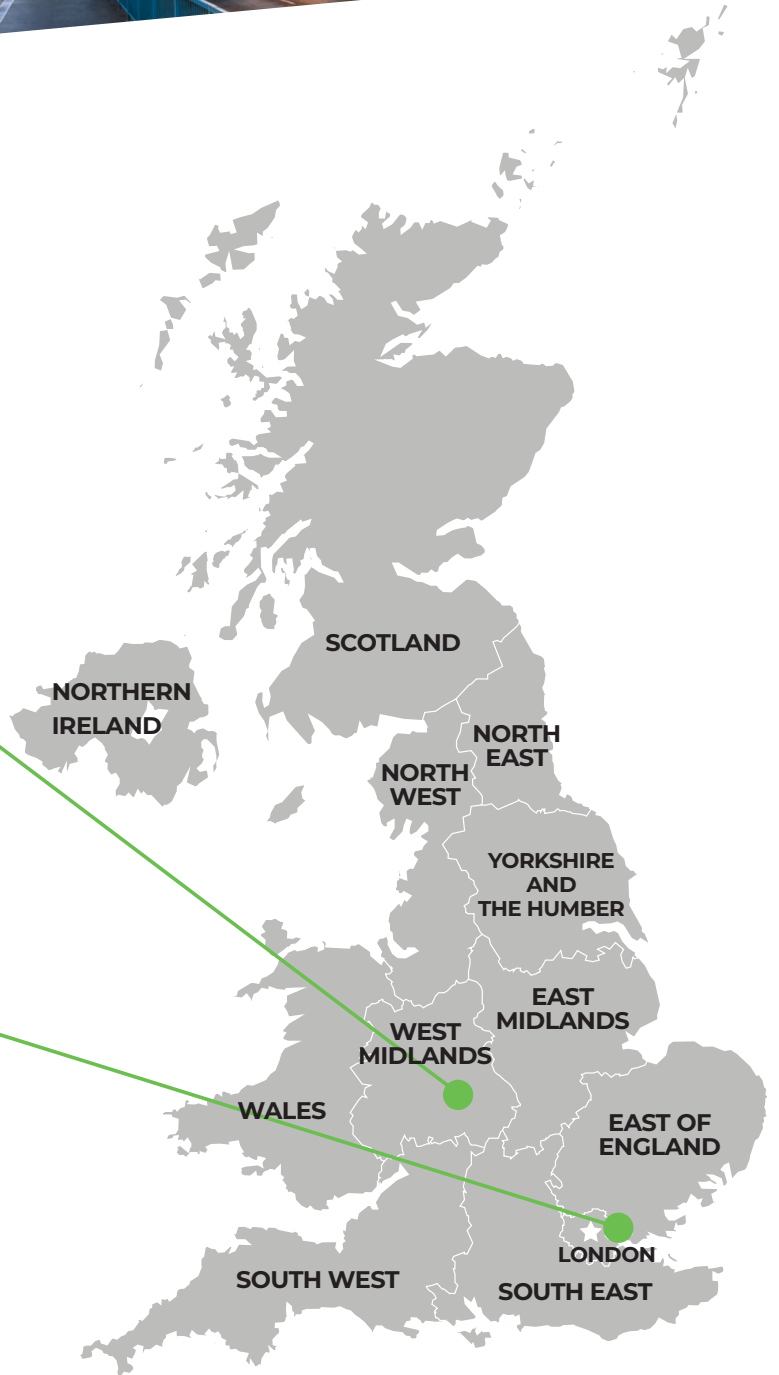 SCOTLAND
NORTHERN
IRELAND
NORTH
EAST
NORTH
WEST
YORKSHIRE
AND
THE HUMBER
EAST
MIDLANDS
WEST
MIDLANDS
WALES
EAST OF
ENGLAND
LONDON
SOUTH WEST
SOUTH EAST